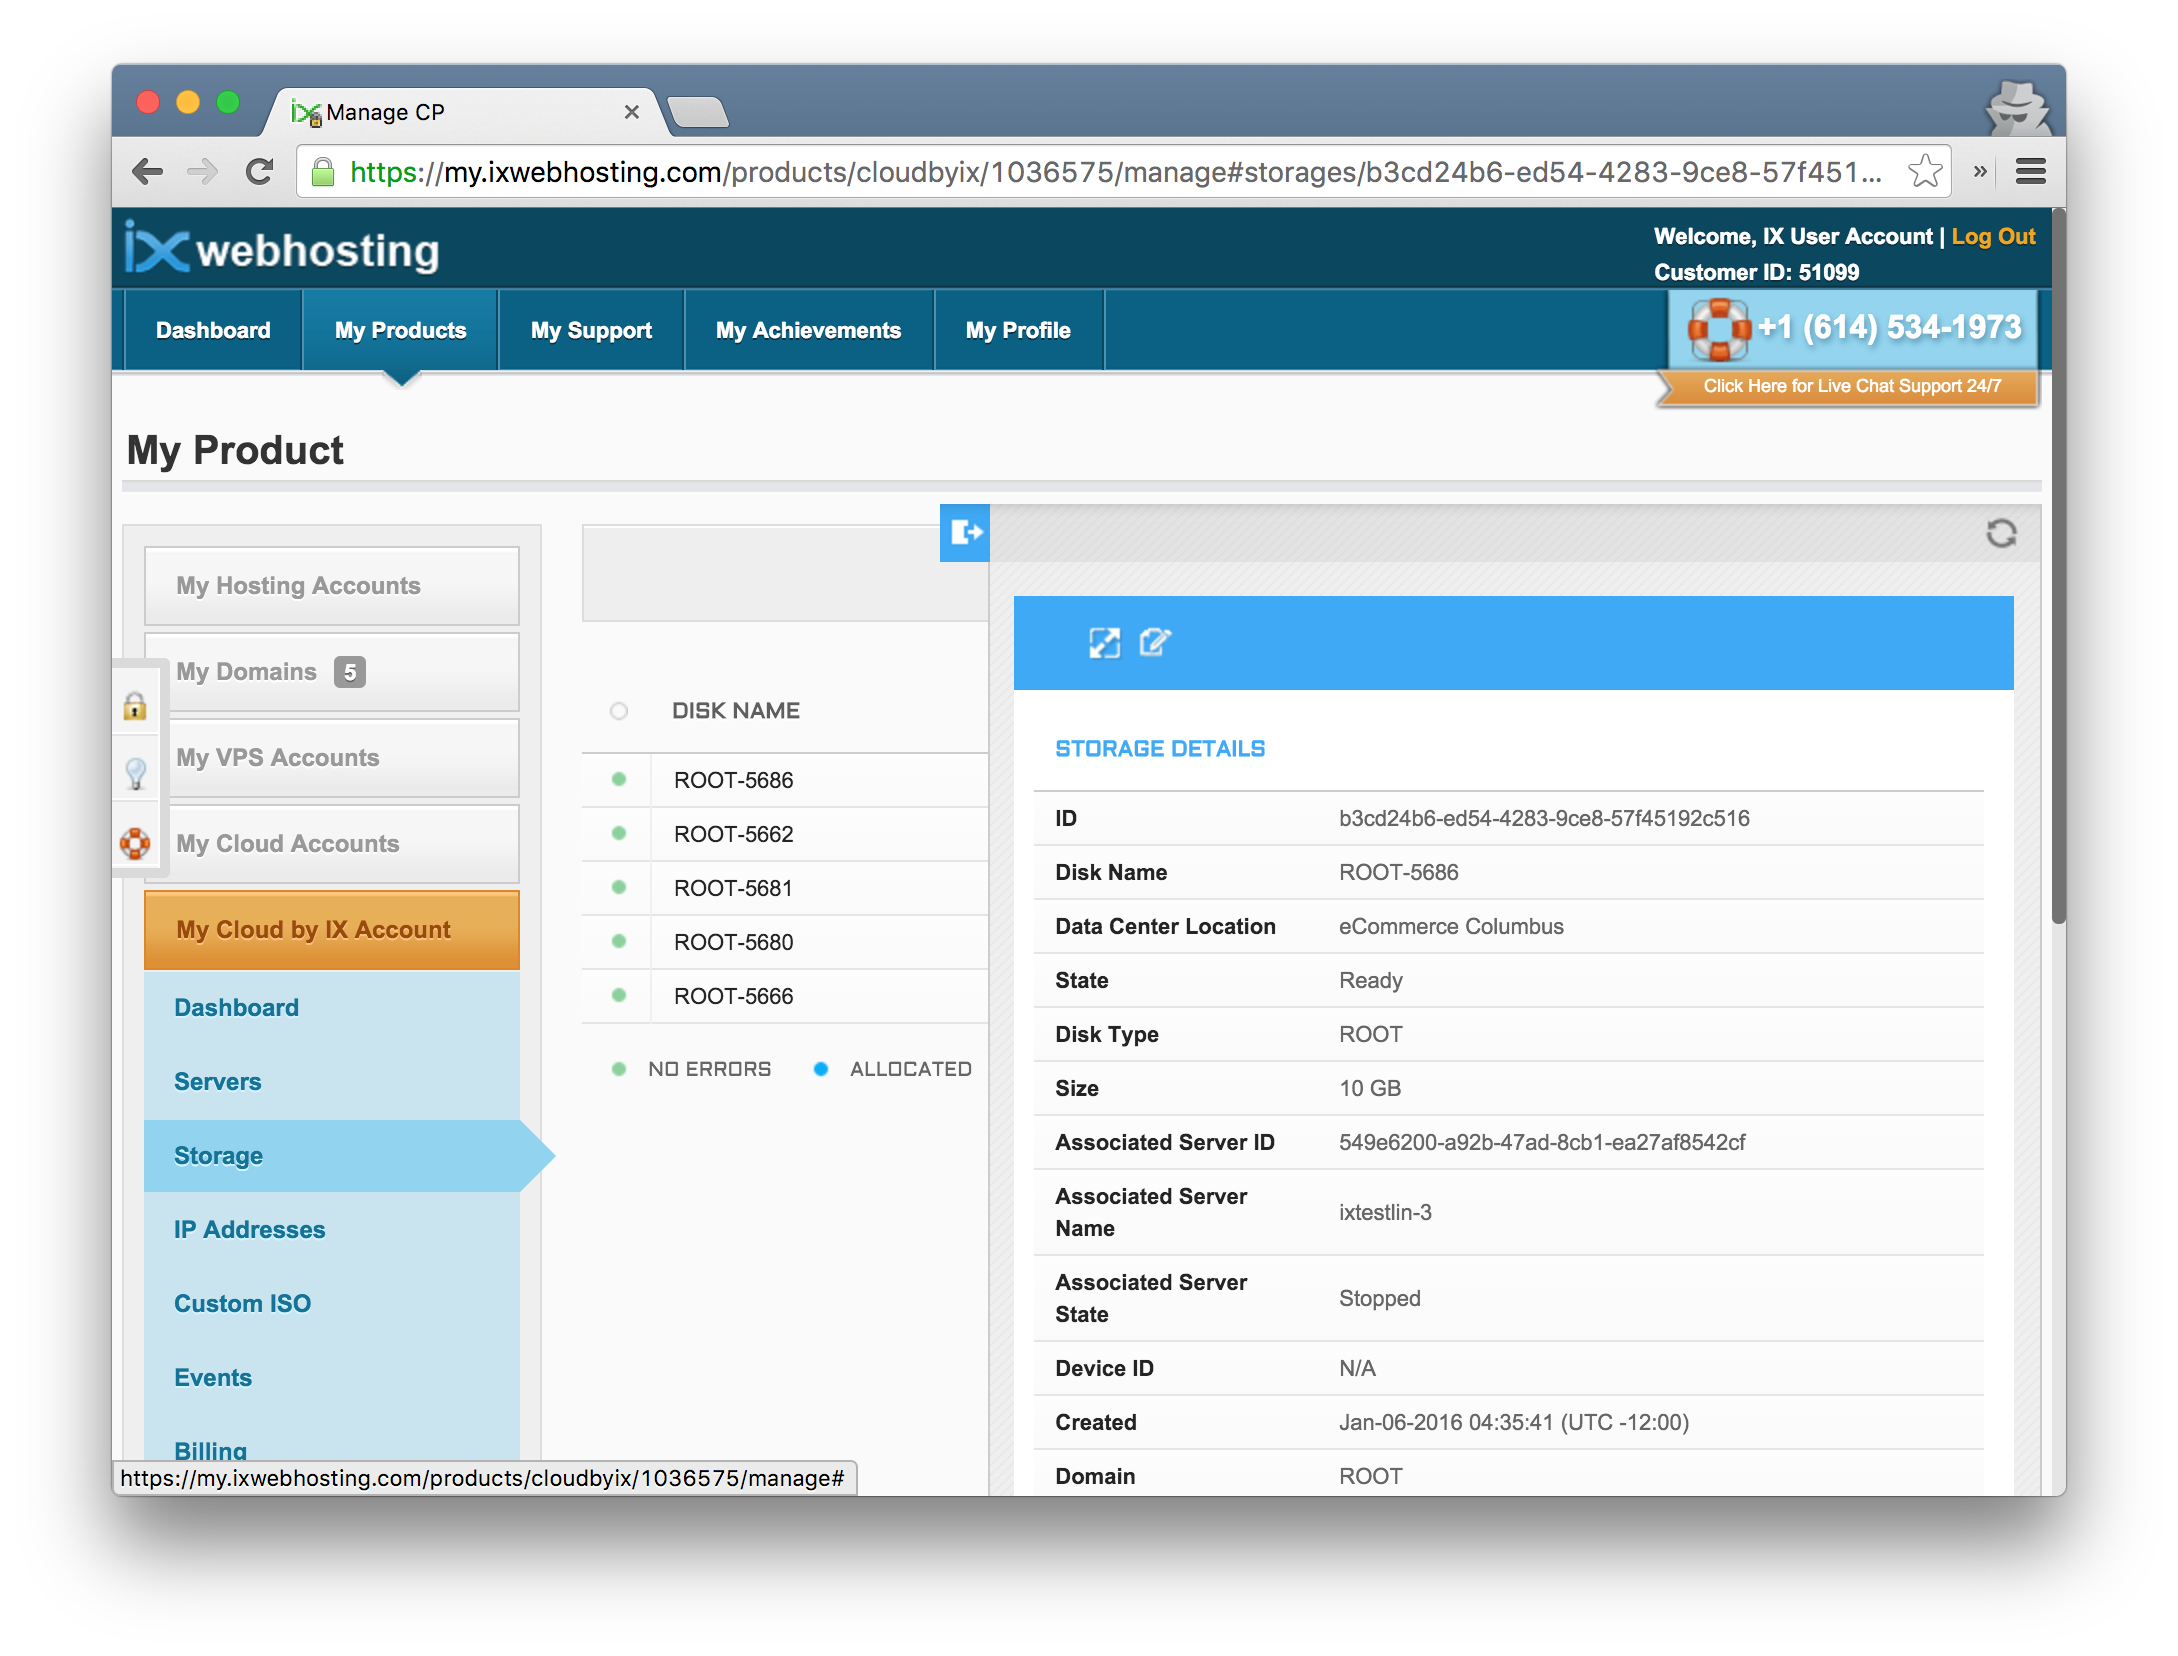 Manage CP
https://my.ixwebhosting.com/products/cloudbyix/1036575/manage#storages/b3cd24b6-ed54-4283-9ce8-57f451...
ix webhosting
Welcome, IX User Account | Log Out
Customer ID: 51099
Dashboard
My Products
My Support
My Achievements
My Profile
+1 (614) 534-1973
Click Here for Live Chat Support 24/7
My Product
My Hosting Accounts
My Domains 5
My VPS Accounts
My Cloud Accounts
My Cloud by IX Account
Dashboard
Servers
Storage
IP Addresses
Custom ISO
Events
Billing
DISK NAME
ROOT-5686
ROOT-5662
ROOT-5681
ROOT-5680
ROOT-5666
NO ERRORS
ALLOCATED
STORAGE DETAILS
ID b3cd24b6-ed54-4283-9ce8-57f45192c516
Disk Name ROOT-5686
Data Center Location eCommerce Columbus
State Ready
Disk Type ROOT
Size 10 GB
Associated Server ID 549e6200-a92b-47ad-8cb1-ea27af8542cf
Associated Server
Name
ixtestlin-3
Associated Server
State
Stopped
Device ID N/A
Created Jan-06-2016 04:35:41 (UTC -12:00)
Domain ROOT
https://my.ixwebhosting.com/products/cloudbyix/1036575/manage#